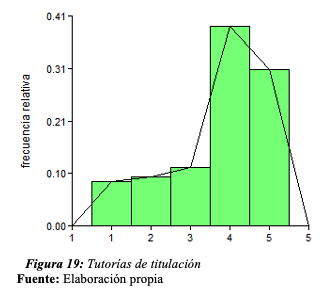 0.41
0.31
0.21
0.10
0.00
frecuencia relativa
1 1 2 3 4 5 5
Figura 19: Tutorías de titulación
Fuente: Elaboración propia